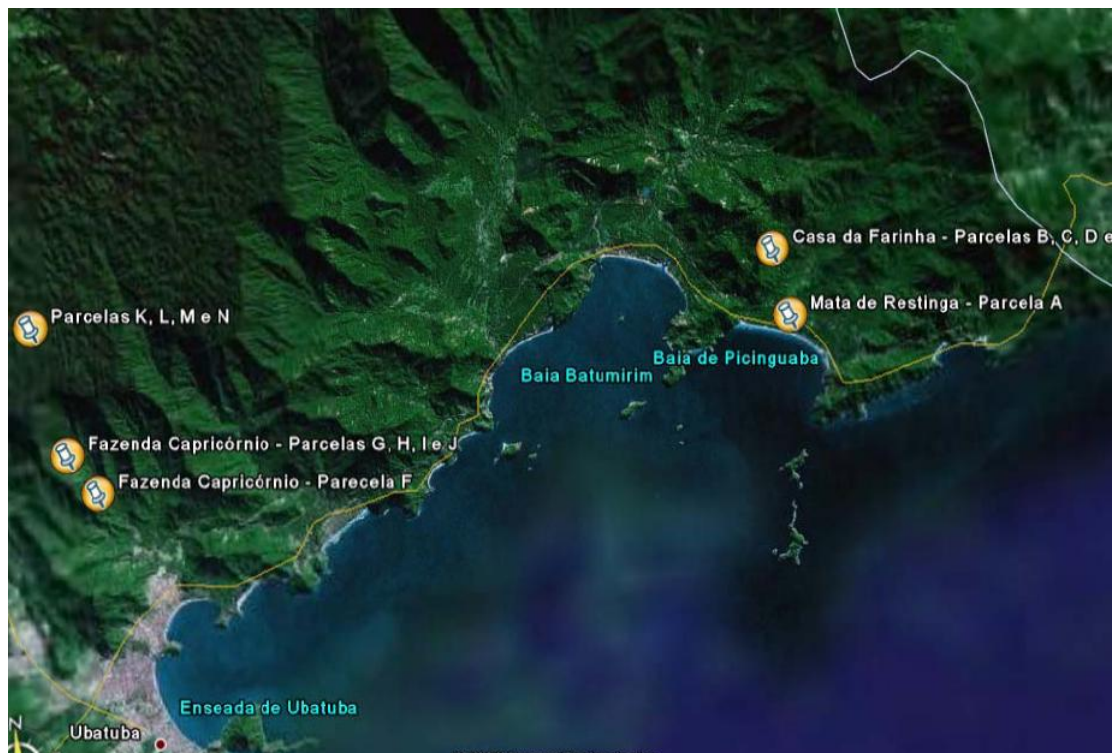 Casa da Farinha - Parcelas B, C, D e
Mata de Restinga - Parcela A
Parcelas K, L, M e N
Baia de Picinguaba
Baia Batumirim
Fazenda Capricórnio - Parcelas G, H, I e J
Fazenda Capricórnio - Parecela F
Enseada de Ubatuba
Ubatuba
N